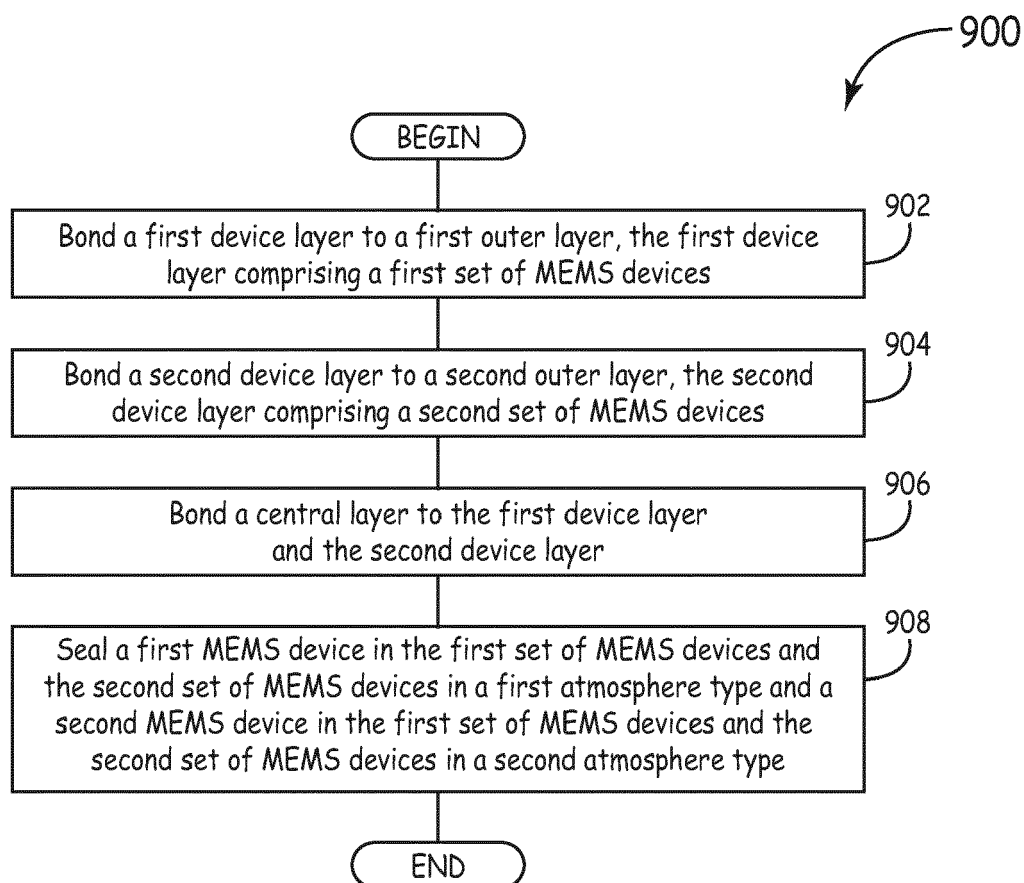 900
BEGIN
902
Bond a first device layer to a first outer layer, the first device
layer comprising a first set of MEMS devices
904
Bond a second device layer to a second outer layer, the second
device layer comprising a second set of MEMS devices
906
Bond a central layer to the first device layer
and the second device layer
908
Seal a first MEMS device in the first set of MEMS devices and
the second set of MEMS devices in a first atmosphere type and a
second MEMS device in the first set of MEMS devices and the
second set of MEMS devices in a second atmosphere type
END